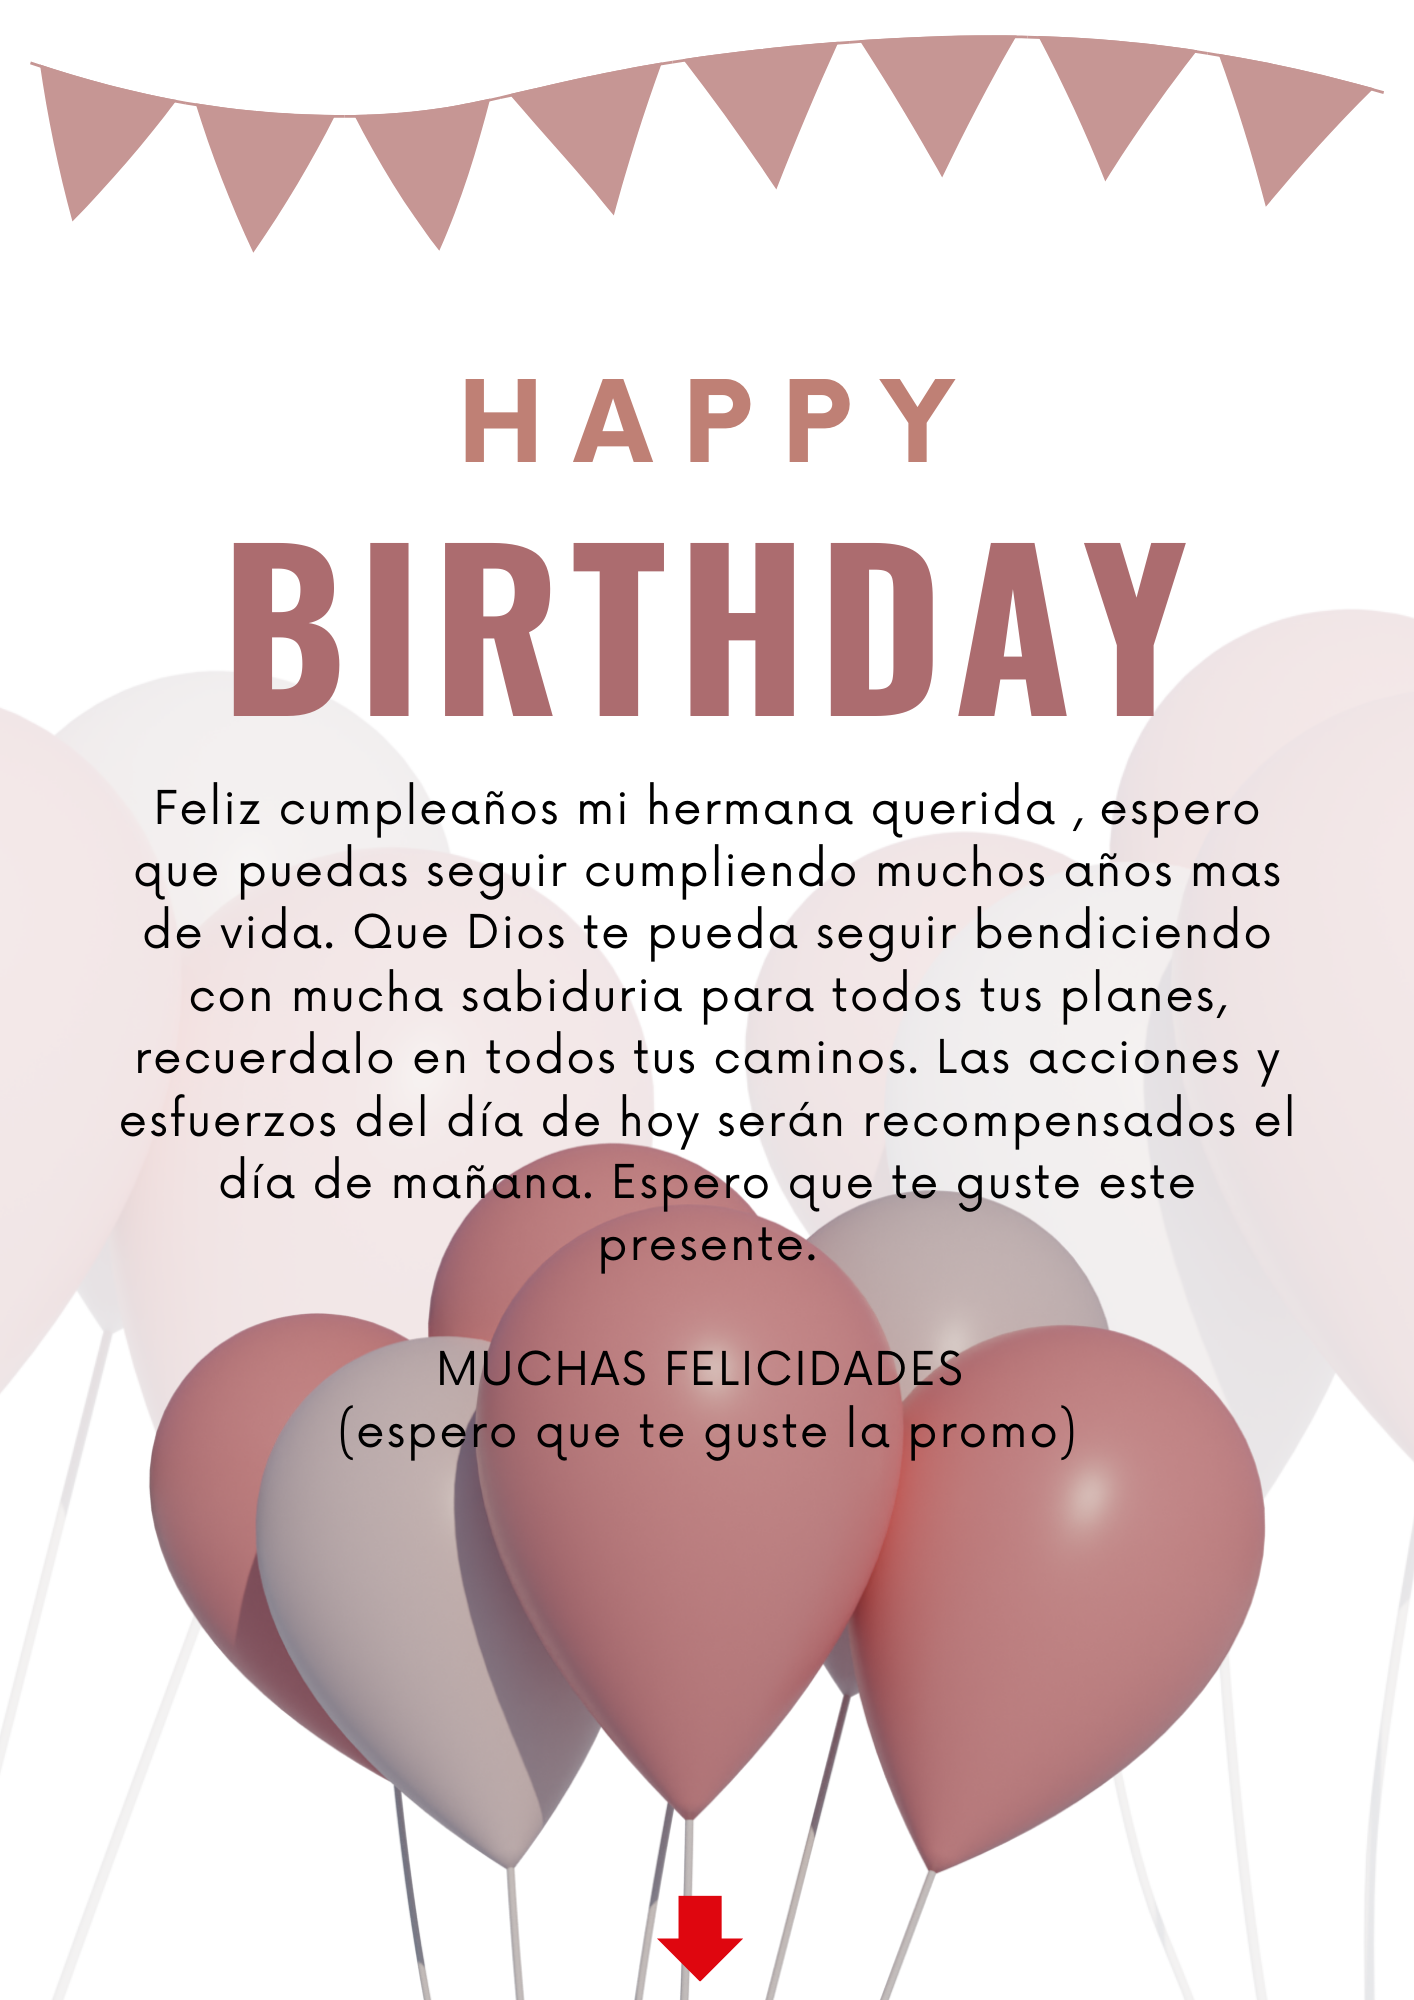 HAPPY
BIRTHDAY
Feliz cumpleaños mi hermana querida , espero
que puedas seguir cumpliendo muchos años mas
de vida. Que Dios te pueda seguir bendiciendo
con mucha sabiduria para todos tus planes,
recuerdalo en todos tus caminos. Las acciones y
esfuerzos del día de hoy serán recompensados el
día de mañana. Espero que te guste este
presente.
MUCHAS FELICIDADES
(espero que te guste la promo)